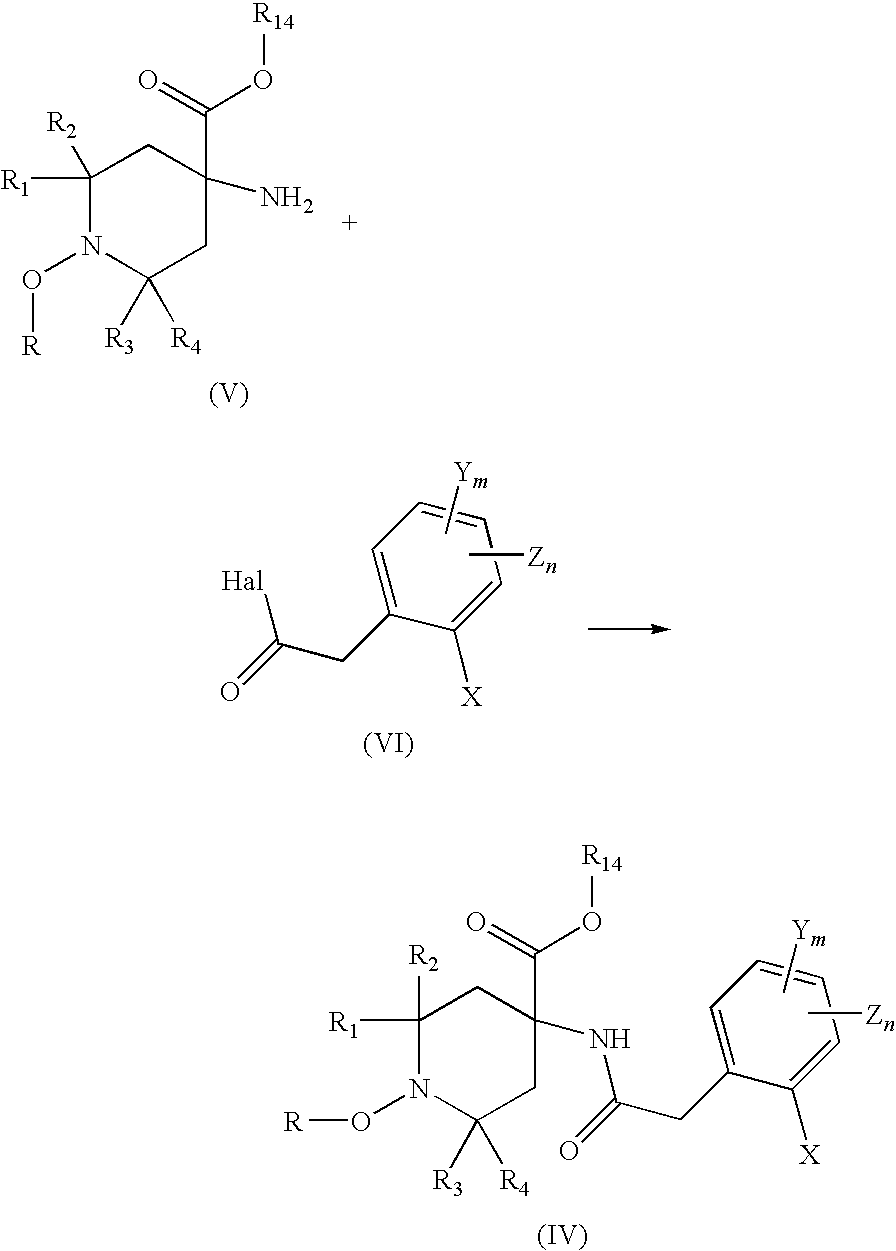 R14
O O
R2
R1 NH2 +
N
O
R R3 R4
(V)
Ym
Hal Zn
O X
(VI)
R14
O O Ym
R2
R1 NH Zn
N
R O O X
R3 R4
(IV)